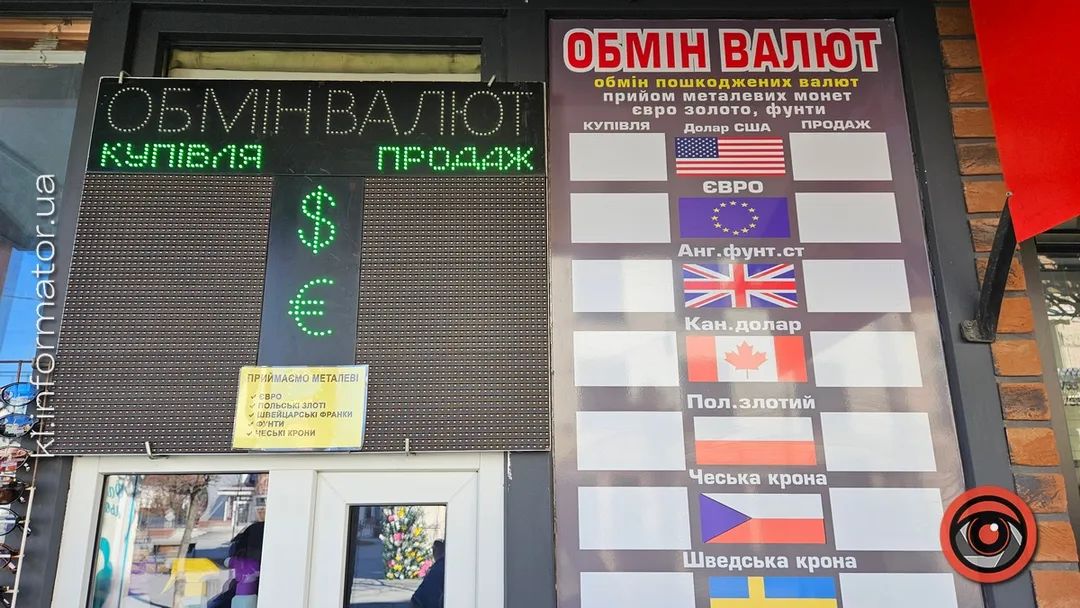 ОБМІН ВАЛЮТ
КУПІВЛЯ ПРОДАЖ
$
€
ПРИЙМАЄМО МЕТАЛЕВІ
✓ ЄВРО
✓ ПОЛЬСЬКІ ЗЛОТІ
✓ ШВЕЙЦАРСЬКІ ФРАНКИ
✓ ФУНТИ
✓ ЧЕСЬКІ КРОНИ
ОБМІН ВАЛЮТ
обмін пошкоджених валют
прийом металевих монет
євро золото, фунти
КУПІВЛЯ Долар США ПРОДАЖ
ЄВРО
Анг.фунт.ст
Кан.долар
Пол.злотий
Чеська крона
Шведська крона
kf.informator.ua